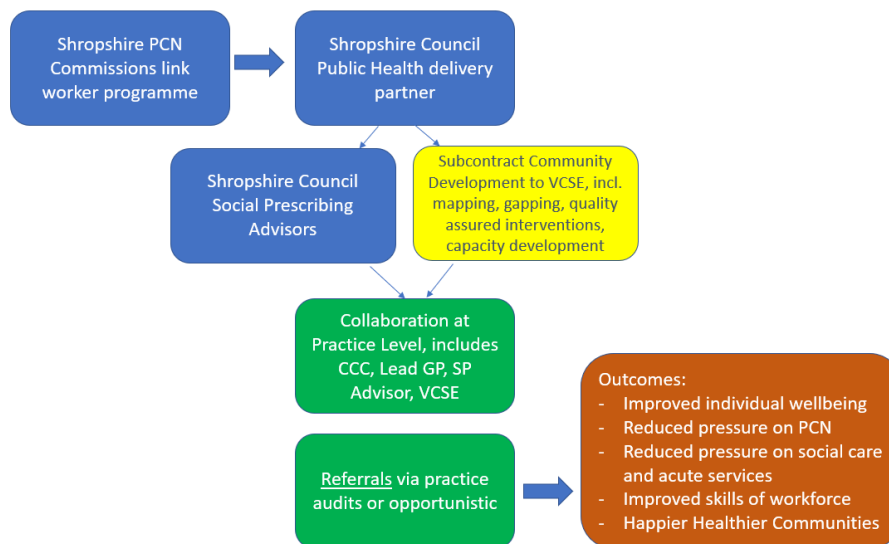 Shropshire PCN
Commissions link
worker programme
Shropshire Council
Public Health delivery
partner
Shropshire Council
Social Prescribing
Advisors
Subcontract Community
Development to VCSE, incl.
mapping, gapping, quality
assured interventions,
capacity development
Collaboration at
Practice Level, includes
CCC, Lead GP, SP
Advisor, VCSE
Referrals via practice
audits or opportunistic
Outcomes:
- Improved individual wellbeing
- Reduced pressure on PCN
- Reduced pressure on social care
and acute services
- Improved skills of workforce
- Happier Healthier Communities